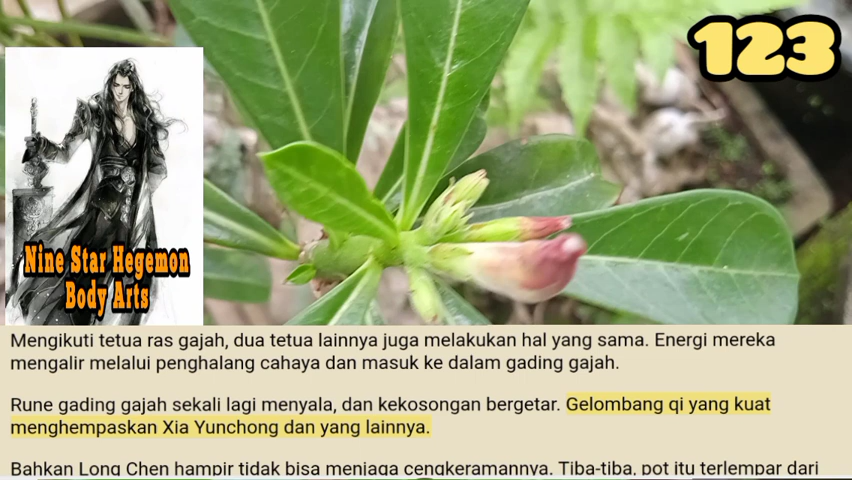 123
Nine Star Hegemon
Body Arts
Mengikuti tetua ras gajah, dua tetua lainnya juga melakukan hal yang sama. Energi mereka
mengalir melalui penghalang cahaya dan masuk ke dalam gading gajah.
Rune gading gajah sekali lagi menyala, dan kekosongan bergetar. Gelombang qi yang kuat
menghempaskan Xia Yunchong dan yang lainnya.
Bahkan Long Chen hampir tidak bisa menjaga cengkeramannya. Tiba-tiba, pot itu terlempar dari